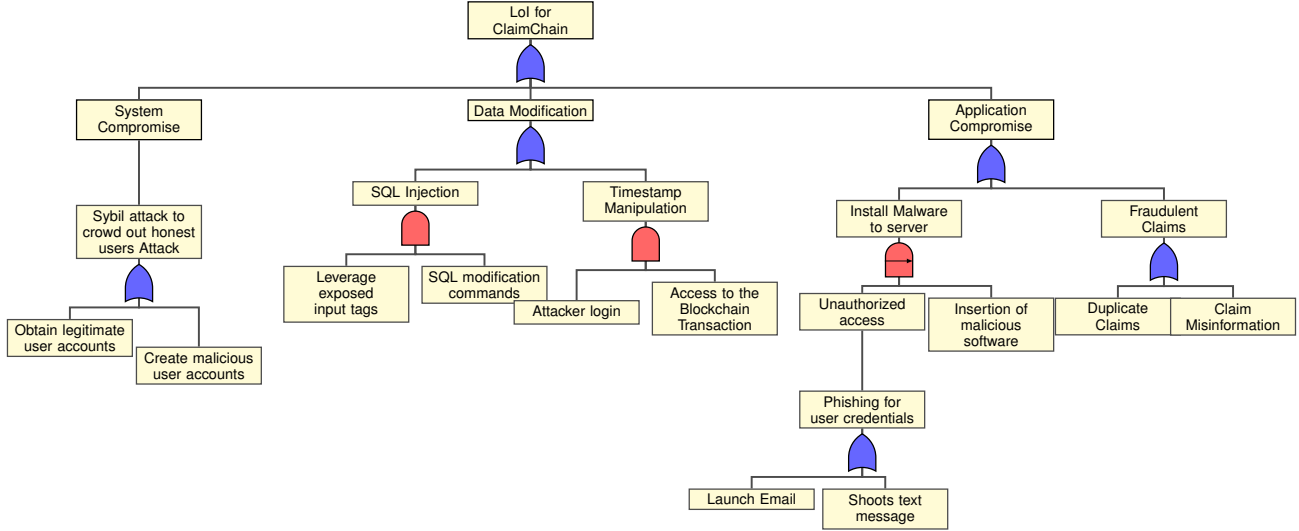 LoI for
ClaimChain
System
Compromise
Data Modification
Application
Compromise
SQL Injection
Timestamp
Manipulation
Sybil attack to
crowd out honest
users Attack
Install Malware
to server
Fraudulent
Claims
Leverage
exposed
input tags
SQL modification
commands
Attacker login
Access to the
Blockchain
Transaction
Unauthorized
access
Insertion of
malicious
software
Duplicate
Claims
Claim
Misinformation
Obtain legitimate
user accounts
Create malicious
user accounts
Phishing for
user credentials
Launch Email
Shoots text
message